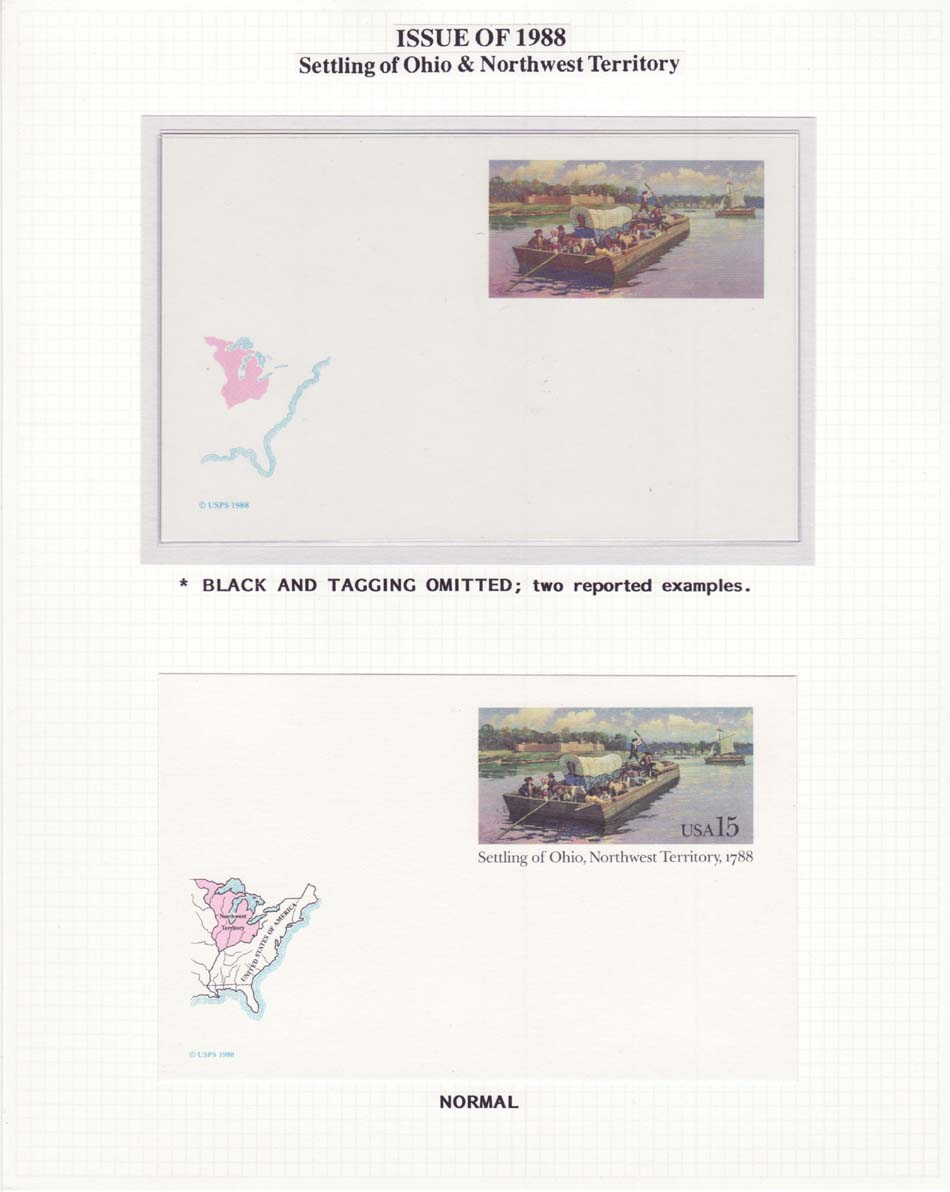 ISSUE OF 1988
Settling of Ohio & Northwest Territory
© USPS 1988
* BLACK AND TAGGING OMITTED; two reported examples.
USA15
Settling of Ohio, Northwest Territory, 1788
Northwest
Territory
UNITED STATES OF AMERICA
© USPS 1988
NORMAL